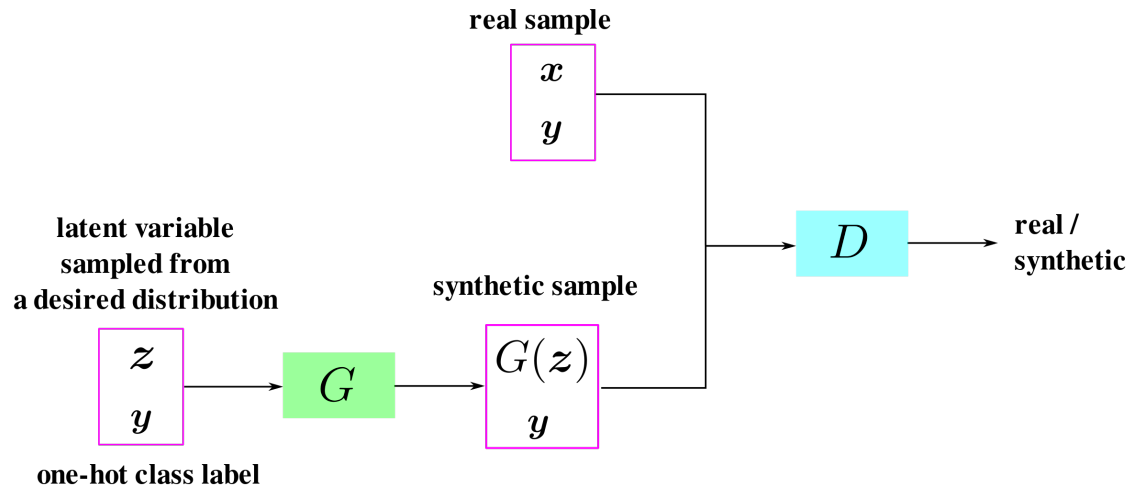 real sample
x
y
latent variable
sampled from
a desired distribution
z
y
one-hot class label
G
synthetic sample
G(z)
y
D
real /
synthetic